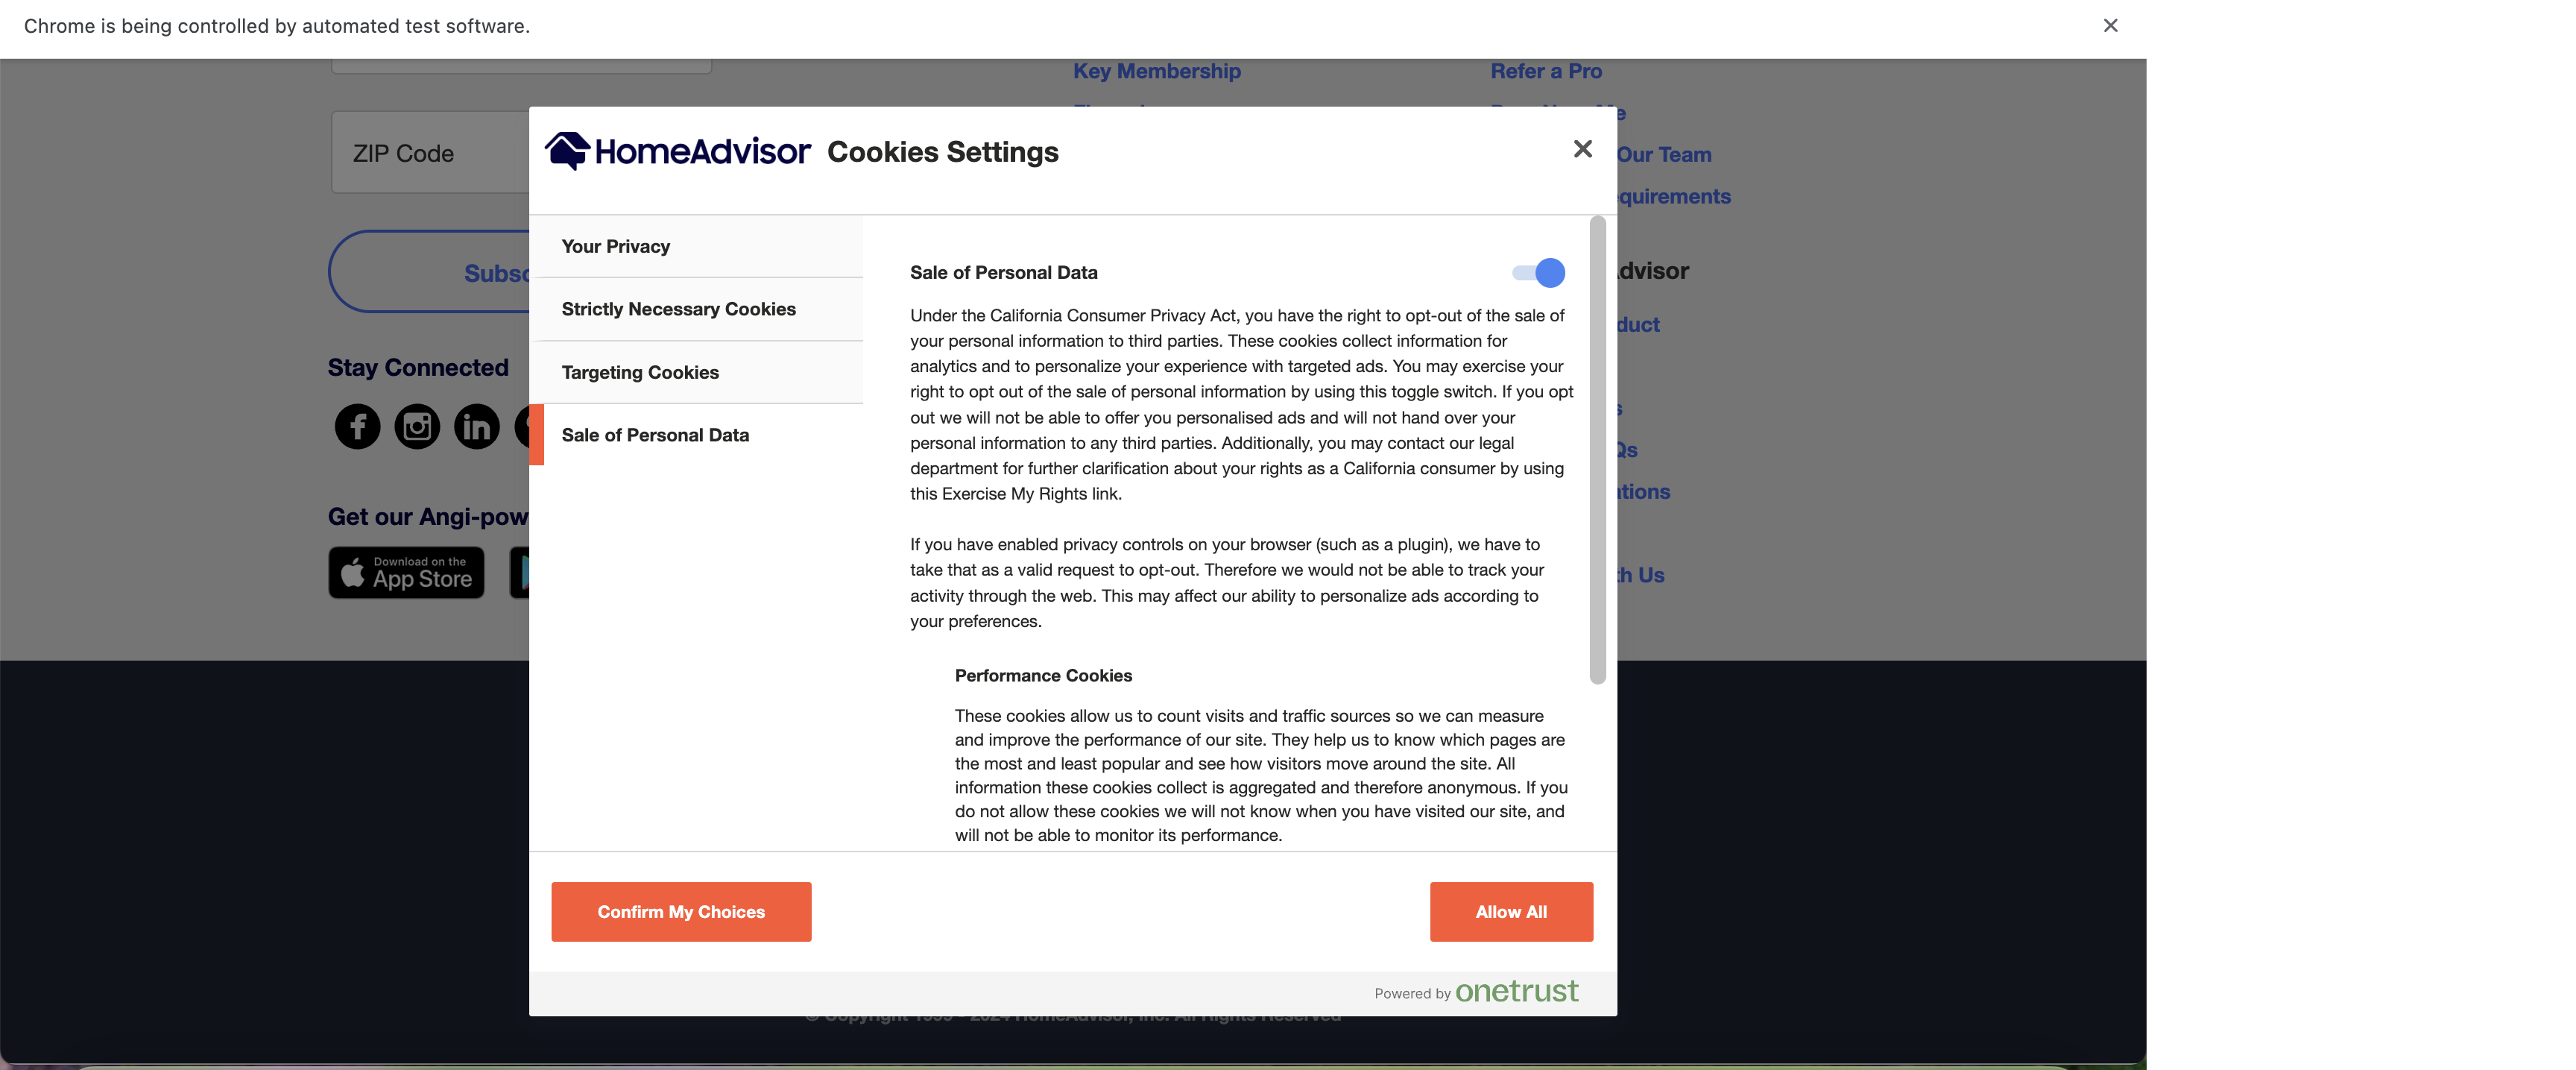 Chrome is being controlled by automated test software.
Key Membership
Refer a Pro
ZIP Code
HomeAdvisor Cookies Settings
Our Team
Your Privacy
Strictly Necessary Cookies
Targeting Cookies
Sale of Personal Data
Sale of Personal Data
Under the California Consumer Privacy Act, you have the right to opt-out of the sale of
your personal information to third parties. These cookies collect information for
analytics and to personalize your experience with targeted ads. You may exercise your
right to opt out of the sale of personal information by using this toggle switch. If you opt
out we will not be able to offer you personalised ads and will not hand over your
personal information to any third parties. Additionally, you may contact our legal
department for further clarification about your rights as a California consumer by using
this Exercise My Rights link.
If you have enabled privacy controls on your browser (such as a plugin), we have to
take that as a valid request to opt-out. Therefore we would not be able to track your
activity through the web. This may affect our ability to personalize ads according to
your preferences.
Performance Cookies
These cookies allow us to count visits and traffic sources so we can measure
and improve the performance of our site. They help us to know which pages are
the most and least popular and see how visitors move around the site. All
information these cookies collect is aggregated and therefore anonymous. If you
do not allow these cookies we will not know when you have visited our site, and
will not be able to monitor its performance.
Stay Connected
Get our Angi-pow
Download on the
App Store
Us
Confirm My Choices
Allow All
Powered by onetrust